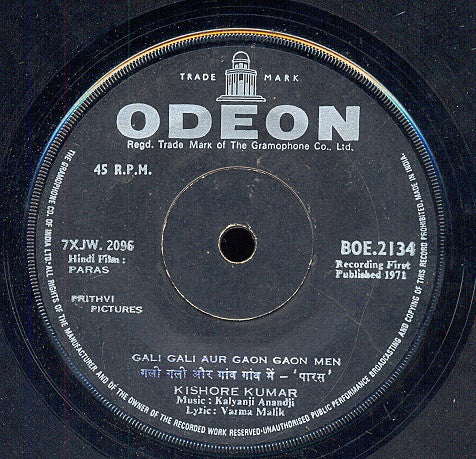 TRADE MARK
ODEON
Regd. Trade Mark of The Gramophone Co., Ltd.
45 R.P.M.
7XJW. 2096
Hindi Film :
PARAS
BOE.2134
Recording First
Published 1971
PRITHVI
PICTURES
GALI GALI AUR GAON GAON MEN
गली गली और गांव गांव में – 'पारस'
KISHORE KUMAR
Music : Kalyanji Anandji
Lyric : Varma Malik
THE GRAMOPHONE CO. OF INDIA LTD · ALL RIGHTS OF THE MANUFACTURER AND OF THE OWNER OF THE RECORDED WORK RESERVED · UNAUTHORISED PUBLIC PERFORMANCE BROADCASTING AND COPYING OF THIS RECORD PROHIBITED. MADE IN INDIA.